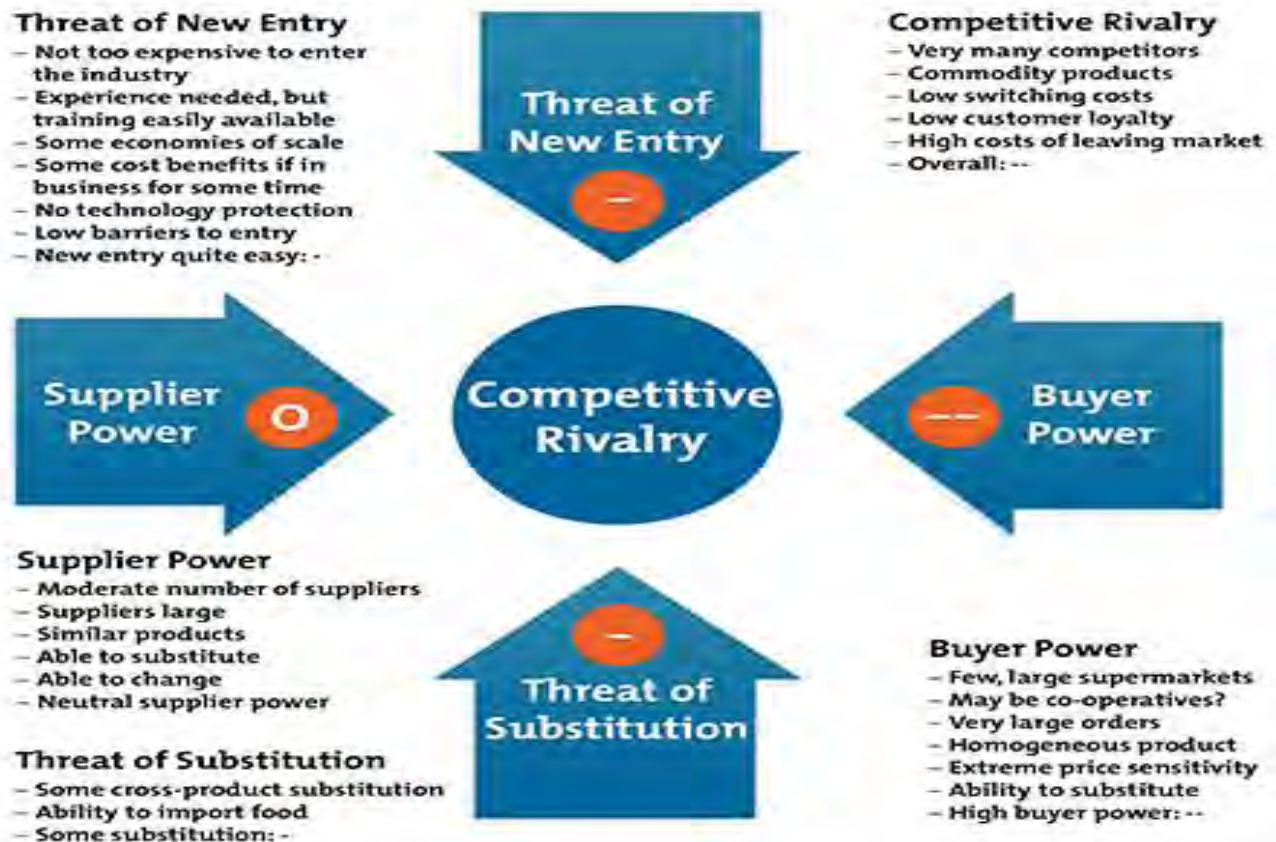 Threat of New Entry
– Not too expensive to enter
the industry
– Experience needed, but
training easily available
– Some economies of scale
– Some cost benefits if in
business for some time
– No technology protection
– Low barriers to entry
– New entry quite easy: -
Threat of
New Entry
-
Competitive Rivalry
– Very many competitors
– Commodity products
– Low switching costs
– Low customer loyalty
– High costs of leaving market
– Overall: --
Supplier
Power
O
Competitive
Rivalry
--
Buyer
Power
Supplier Power
– Moderate number of suppliers
– Suppliers large
– Similar products
– Able to substitute
– Able to change
– Neutral supplier power
Threat of Substitution
– Some cross-product substitution
– Ability to import food
– Some substitution: -
-
Threat of
Substitution
Buyer Power
– Few, large supermarkets
– May be co-operatives?
– Very large orders
– Homogeneous product
– Extreme price sensitivity
– Ability to substitute
– High buyer power: --